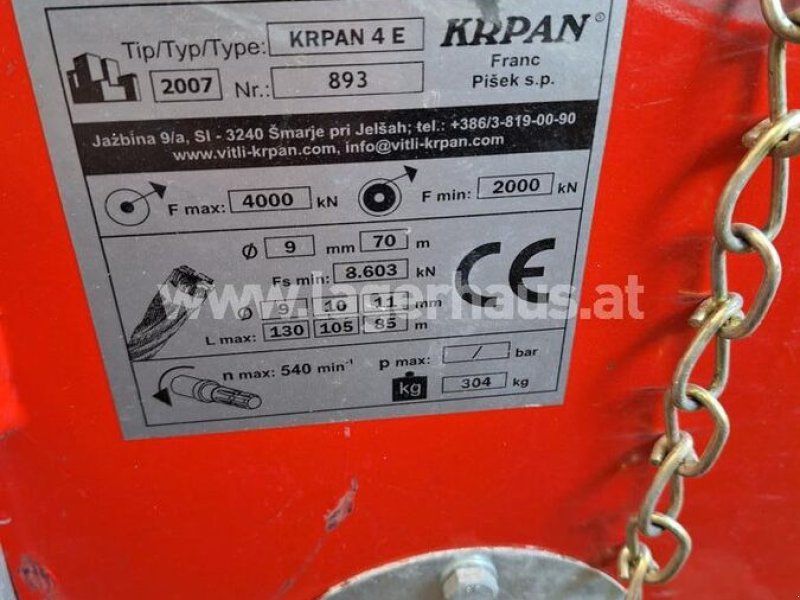 Tip/Typ/Type: KRPAN 4 E KRPAN®
Franc
Pišek s.p.
2007 Nr.: 893
Jažbina 9/a, SI - 3240 Šmarje pri Jelšah; tel.: +386/3-819-00-90
www.vitli-krpan.com, info@vitli-krpan.com
F max: 4000 kN F min: 2000 kN
Ø 9 mm 70 m
Fs min: 8.603 kN
CE
www.lagerhaus.at
Ø 9 10 11 mm
L max: 130 105 85 m
n max: 540 min⁻¹ p max: / bar
kg 304 kg